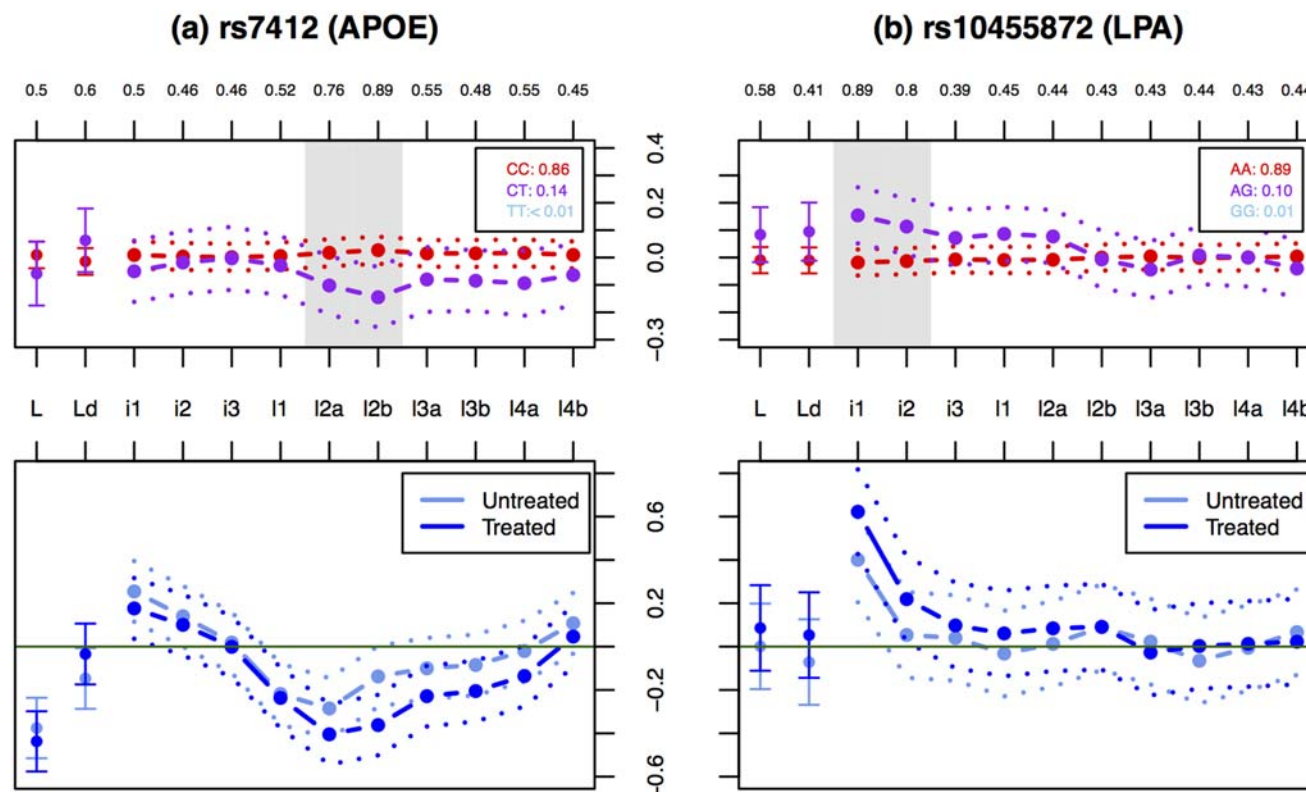 (a) rs7412 (APOE)
0.5 0.6 0.5 0.46 0.46 0.52 0.76 0.89 0.55 0.48 0.55 0.45
CC: 0.86
CT: 0.14
TT:< 0.01
0.4
0.2
0.0
−0.3
L Ld i1 i2 i3 l1 l2a l2b l3a l3b l4a l4b
Untreated
Treated
0.6
0.2
−0.2
−0.6
(b) rs10455872 (LPA)
0.58 0.41 0.89 0.8 0.39 0.45 0.44 0.43 0.43 0.44 0.43 0.44
AA: 0.89
AG: 0.10
GG: 0.01
L Ld i1 i2 i3 l1 l2a l2b l3a l3b l4a l4b
Untreated
Treated